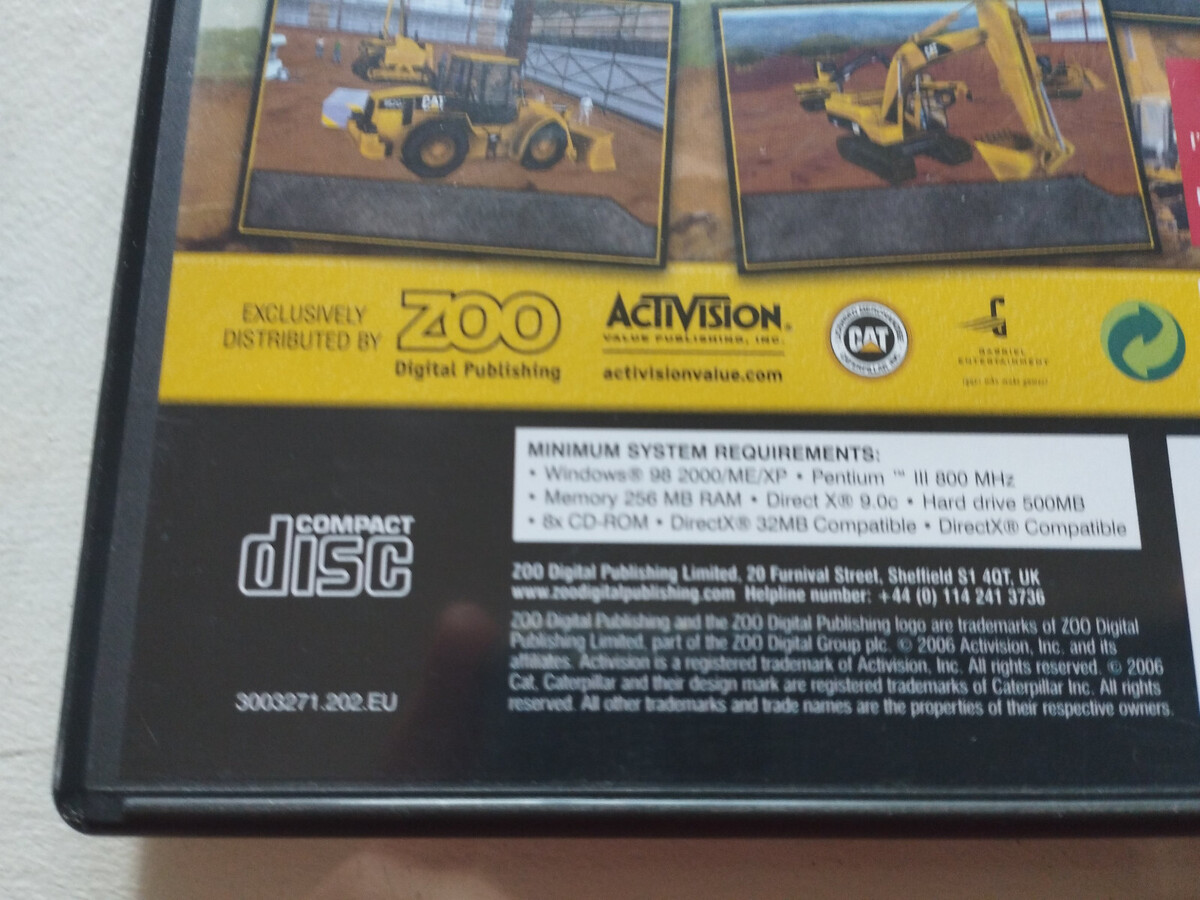 CAT
CAT
EXCLUSIVELY
DISTRIBUTED BY
ZOO
Digital Publishing
ACTIVISION®
VALUE PUBLISHING, INC.
activisionvalue.com
CAT
CATERPILLAR INC.
G
GABRIEL
ENTERTAINMENT
MINIMUM SYSTEM REQUIREMENTS:
• Windows® 98 2000/ME/XP • Pentium ™ III 800 MHz
• Memory 256 MB RAM • Direct X® 9.0c • Hard drive 500MB
• 8x CD-ROM • DirectX® 32MB Compatible • DirectX® Compatible
COMPACT
disc
ZOO Digital Publishing Limited, 20 Furnival Street, Sheffield S1 4QT, UK
www.zoodigitalpublishing.com Helpline number: +44 (0) 114 241 3736
ZOO Digital Publishing and the ZOO Digital Publishing logo are trademarks of ZOO Digital
Publishing Limited, part of the ZOO Digital Group plc. © 2006 Activision, Inc. and its
affiliates. Activision is a registered trademark of Activision, Inc. All rights reserved. © 2006
Cat, Caterpillar and their design mark are registered trademarks of Caterpillar Inc. All rights
reserved. All other trademarks and trade names are the properties of their respective owners.
3003271.202.EU